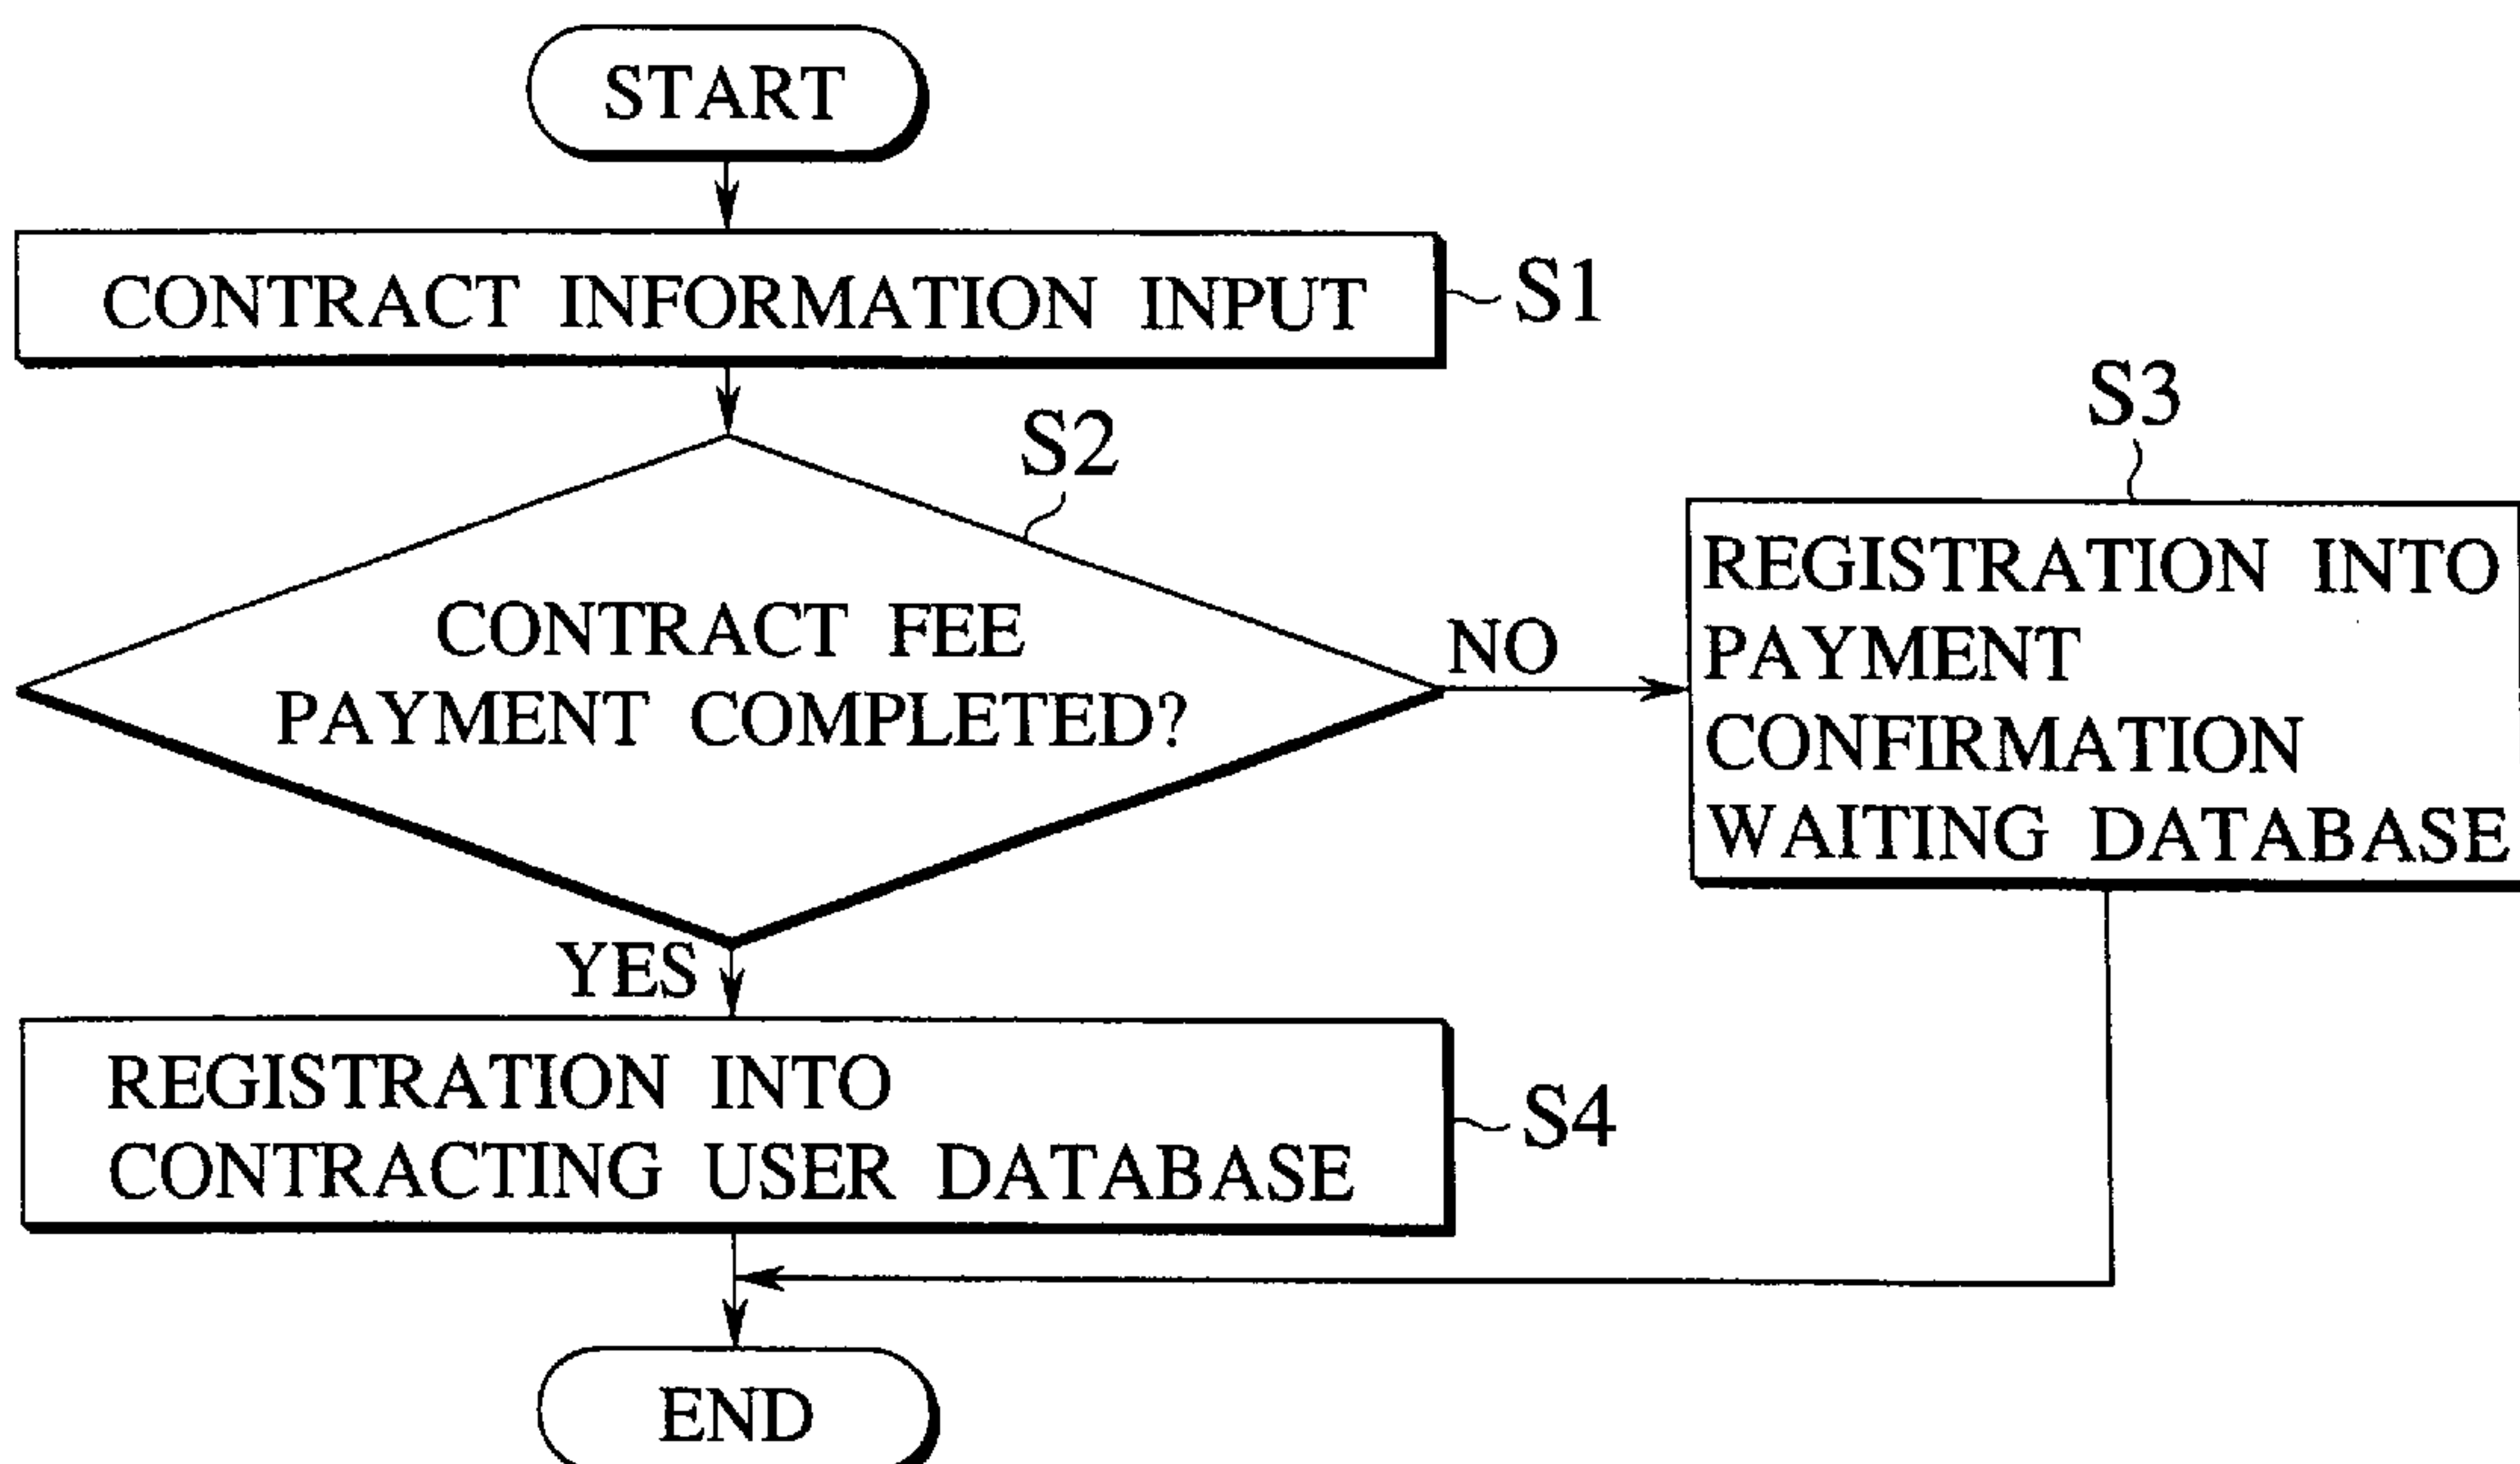 START
CONTRACT INFORMATION INPUT
S1
S2
CONTRACT FEE
PAYMENT COMPLETED?
NO
S3
REGISTRATION INTO
PAYMENT
CONFIRMATION
WAITING DATABASE
YES
REGISTRATION INTO
CONTRACTING USER DATABASE
S4
END